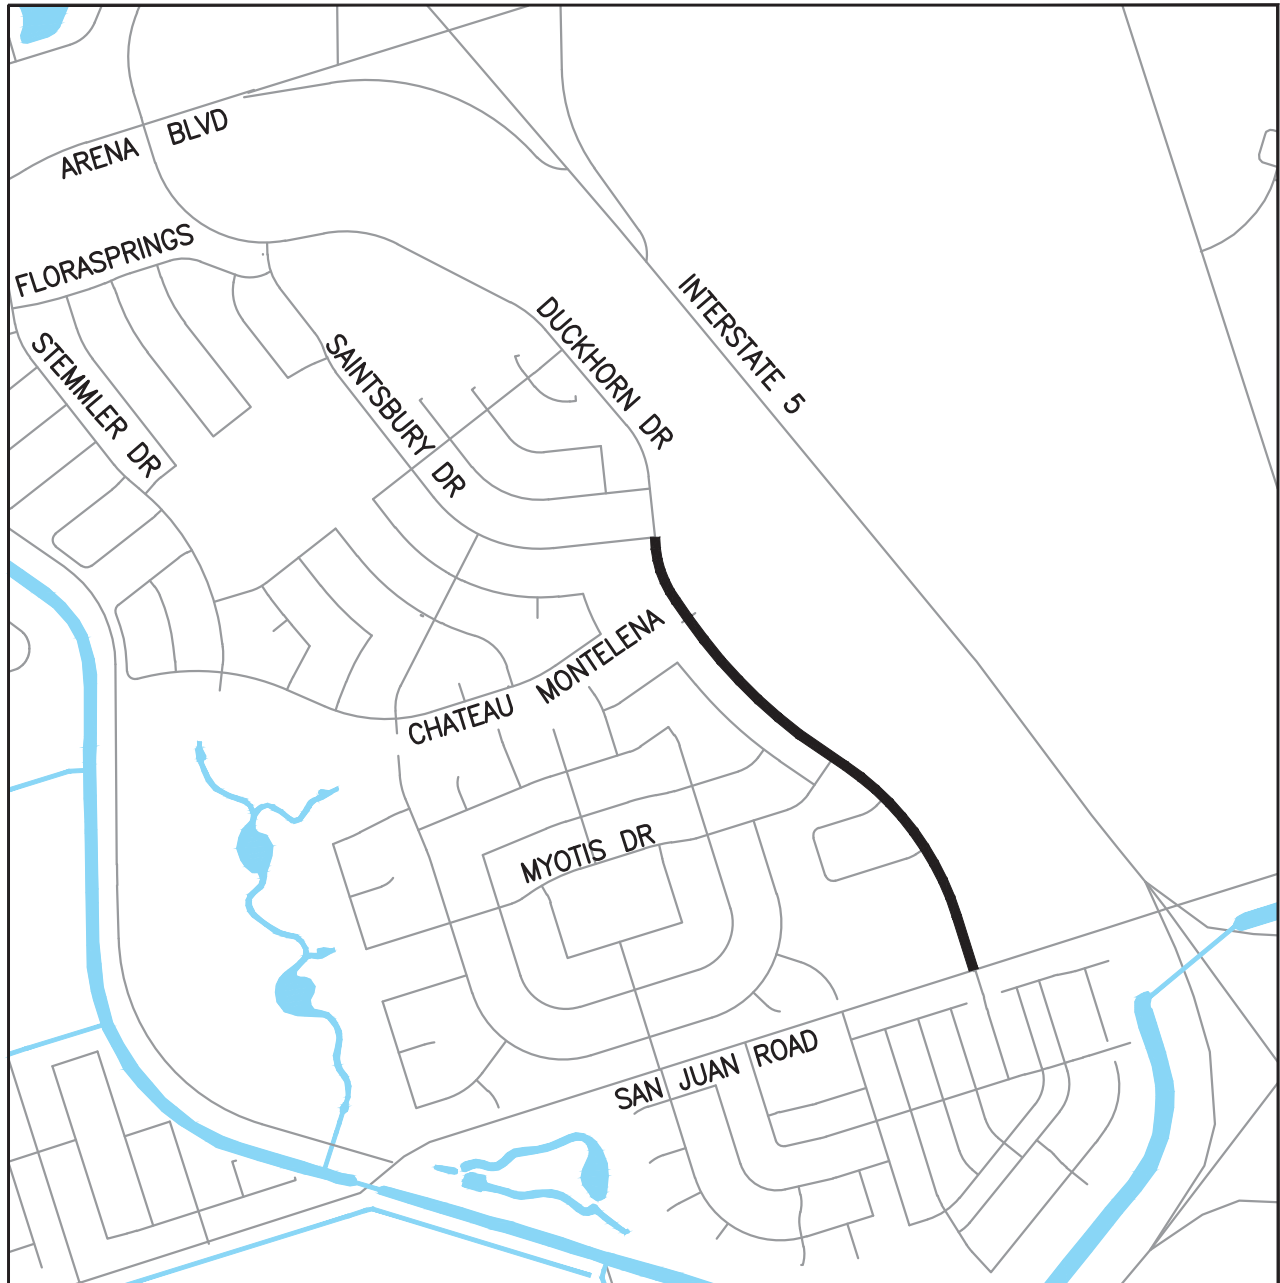 ARENA BLVD
FLORASPRINGS
STEMMLER DR
SAINTSBURY DR
DUCKHORN DR
INTERSTATE 5
CHATEAU MONTELENA
MYOTIS DR
SAN JUAN ROAD